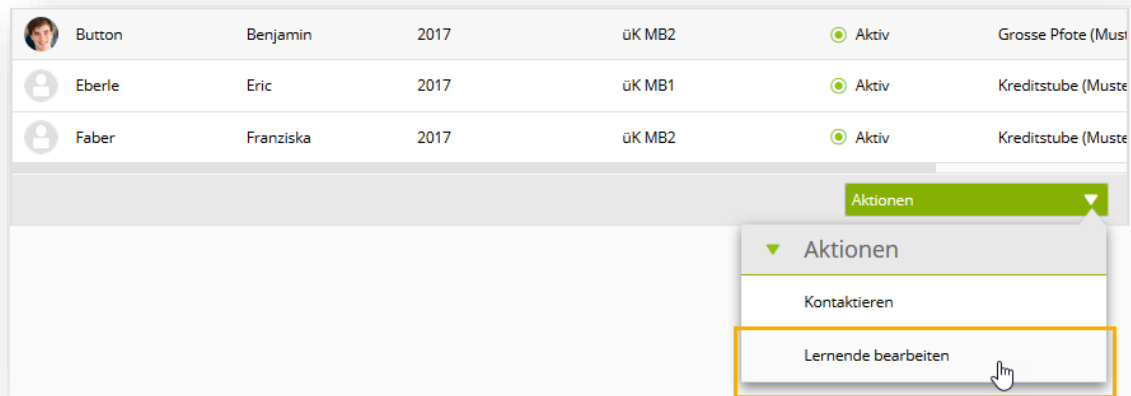 Button Benjamin 2017 üK MB2 Aktiv Grosse Pfote (Must
Eberle Eric 2017 üK MB1 Aktiv Kreditstube (Muste
Faber Franziska 2017 üK MB2 Aktiv Kreditstube (Muste
Aktionen
Aktionen
Kontaktieren
Lernende bearbeiten